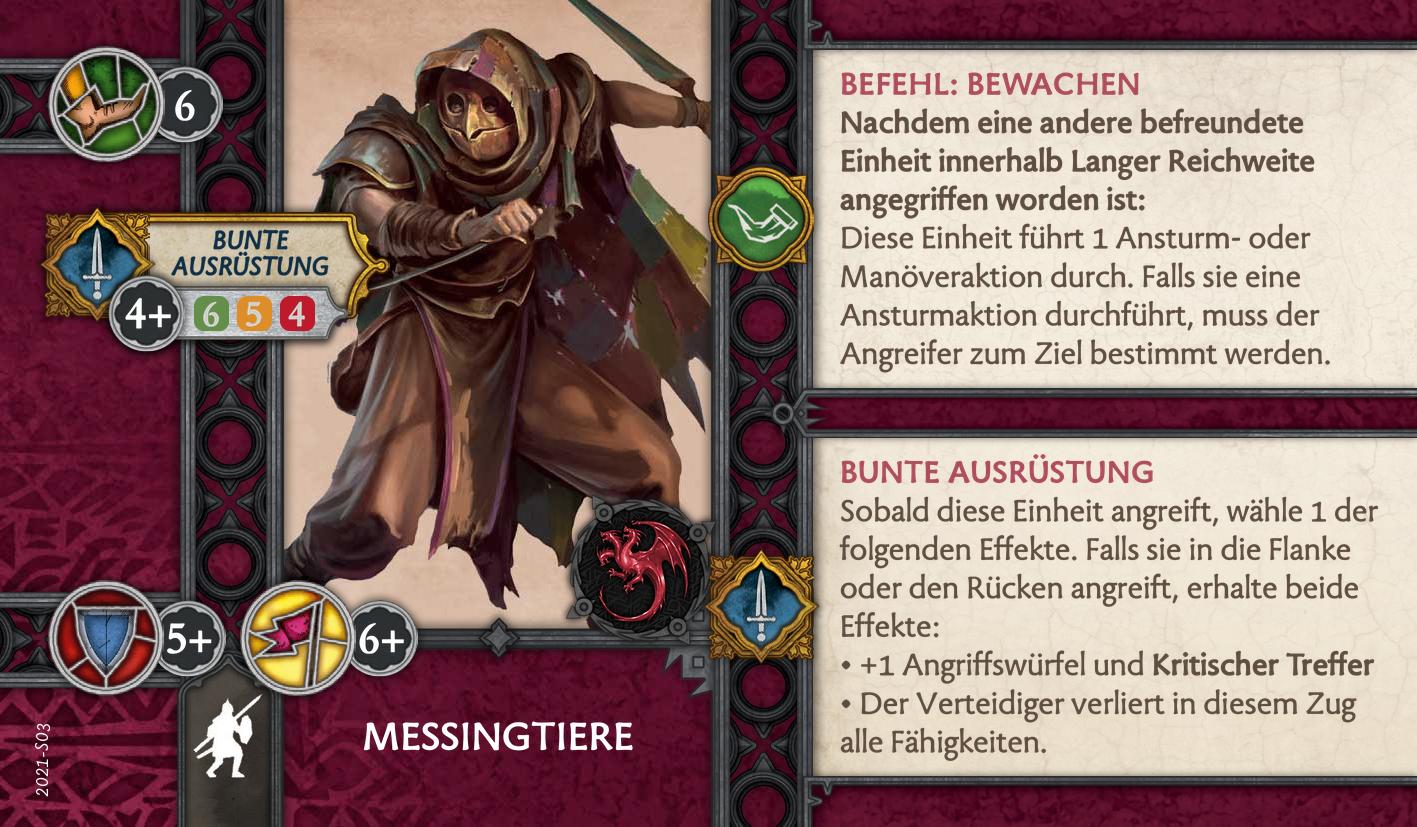 6
BUNTE
AUSRÜSTUNG
4+ 6 5 4
5+ 6+
MESSINGTIERE
2021-S03
BEFEHL: BEWACHEN
Nachdem eine andere befreundete
Einheit innerhalb Langer Reichweite
angegriffen worden ist:
Diese Einheit führt 1 Ansturm- oder
Manöveraktion durch. Falls sie eine
Ansturmaktion durchführt, muss der
Angreifer zum Ziel bestimmt werden.
BUNTE AUSRÜSTUNG
Sobald diese Einheit angreift, wähle 1 der
folgenden Effekte. Falls sie in die Flanke
oder den Rücken angreift, erhalte beide
Effekte:
• +1 Angriffswürfel und Kritischer Treffer
• Der Verteidiger verliert in diesem Zug
alle Fähigkeiten.